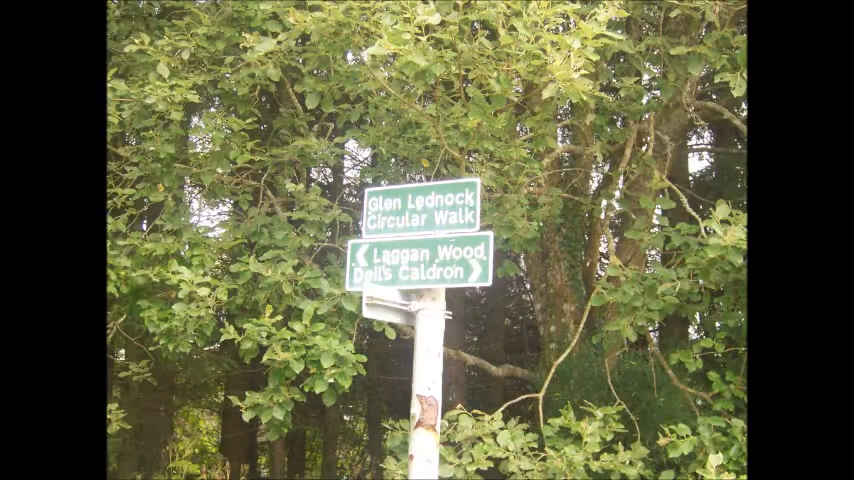 Glen Lednock
Circular Walk
Laggan Wood
Deil's Caldron